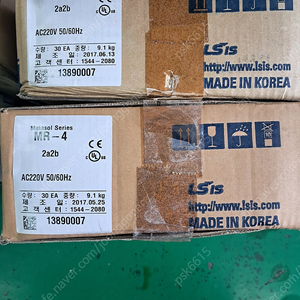 2a2b
AC220V 50/60Hz
수량: 30 EA 중량: 9.1 kg
제조일: 2017.06.13
고객센터: 1544-2080
13890007
LSis
http://www.lsis.com
MADE IN KOREA
Metasol Series
MR-4
2a2b
AC220V 50/60Hz
수량: 30 EA 중량: 9.1 kg
제조일: 2017.05.25
고객센터: 1544-2080
13890007
LSis
http://www.lsis.com
MADE IN KOREA